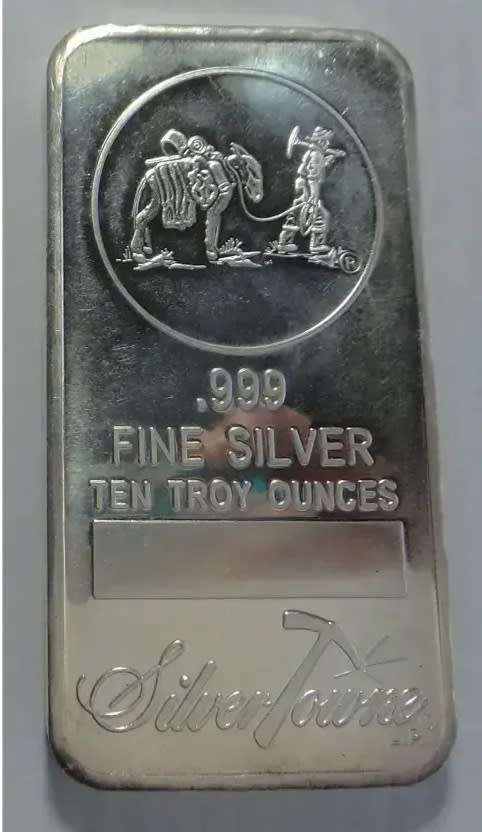 ®
.999
FINE SILVER
TEN TROY OUNCES
SilverTowne